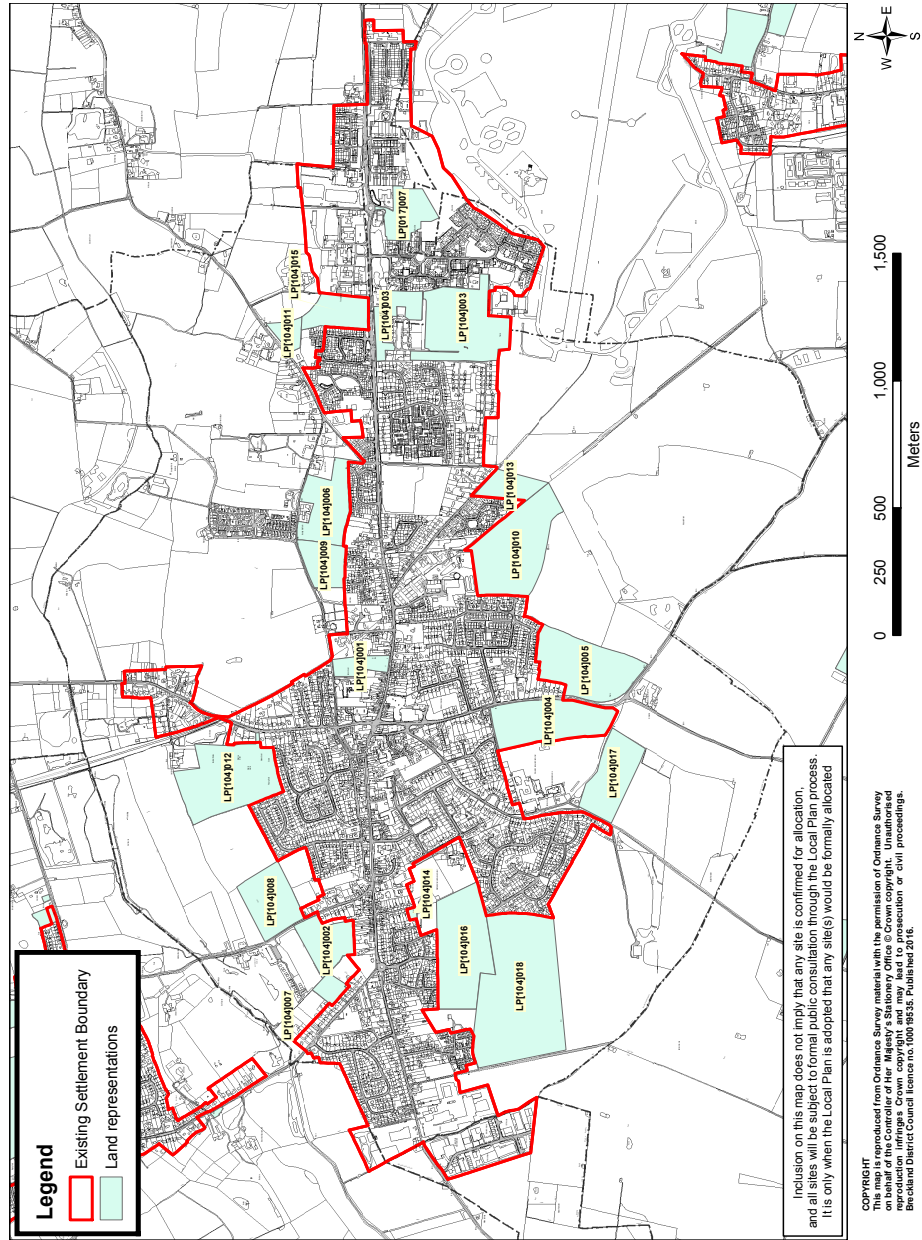 Legend
Existing Settlement Boundary
Land representations
LP[104]007
LP[104]002
LP[104]008
LP[104]012
LP[104]001
LP[104]009
LP[104]006
LP[104]011
LP[104]015
LP[104]014
LP[104]016
LP[104]018
LP[104]017
LP[104]004
LP[104]005
LP[104]010
LP[104]013
LP[104]003
LP[104]003
LP[017]007
Inclusion on this map does not imply that any site is confirmed for allocation,
and all sites will be subject to formal public consultation through the Local Plan process.
It is only when the Local Plan is adopted that any site(s) would be formally allocated
COPYRIGHT
This map is reproduced from Ordnance Survey material with the permission of Ordnance Survey
on behalf of the Controller of Her Majesty's Stationery Office © Crown copyright. Unauthorised
reproduction infringes Crown copyright and may lead to prosecution or civil proceedings.
Breckland District Council licence no. 100019535. Published 2016.
0 250 500 1,000 1,500
Meters
N
W E
S